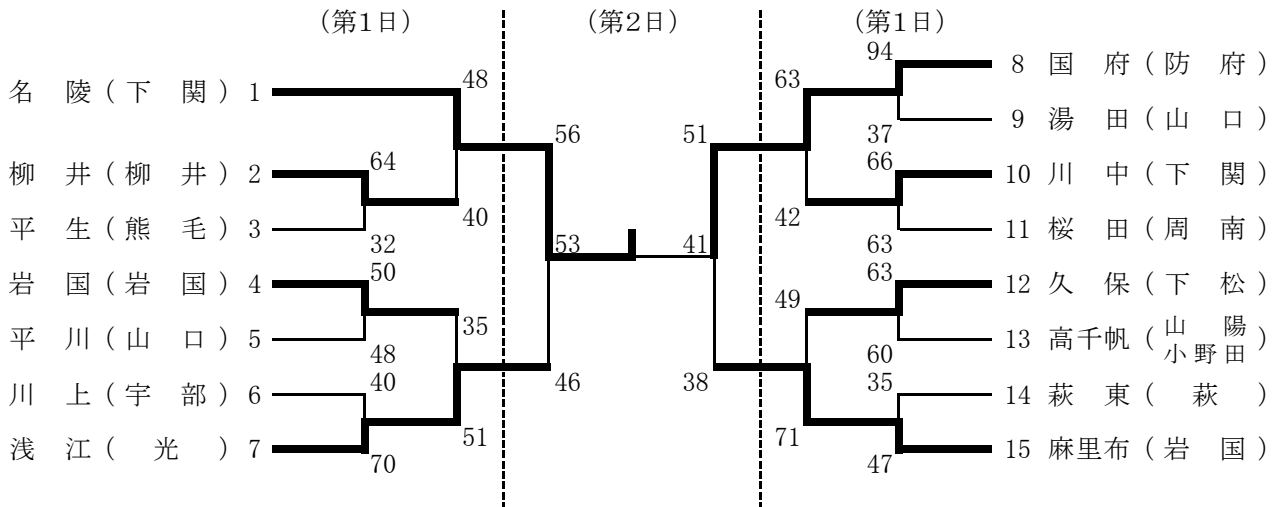 (第1日) (第2日) (第1日)
94
48 63 8 国府(防府)
名陵(下関) 1
56 51 37 9 湯田(山口)
64 66
柳井(柳井) 2 10 川中(下関)
40 42
平生(熊毛) 3 11 桜田(周南)
32 53 41 63
50 63
岩国(岩国) 4 12 久保(下松)
35 49
平川(山口) 5 13 高千帆(山陽小野田)
48 60
40 46 38 35
川上(宇部) 6 14 萩東(萩)
51 71
浅江(光) 7 15 麻里布(岩国)
70 47